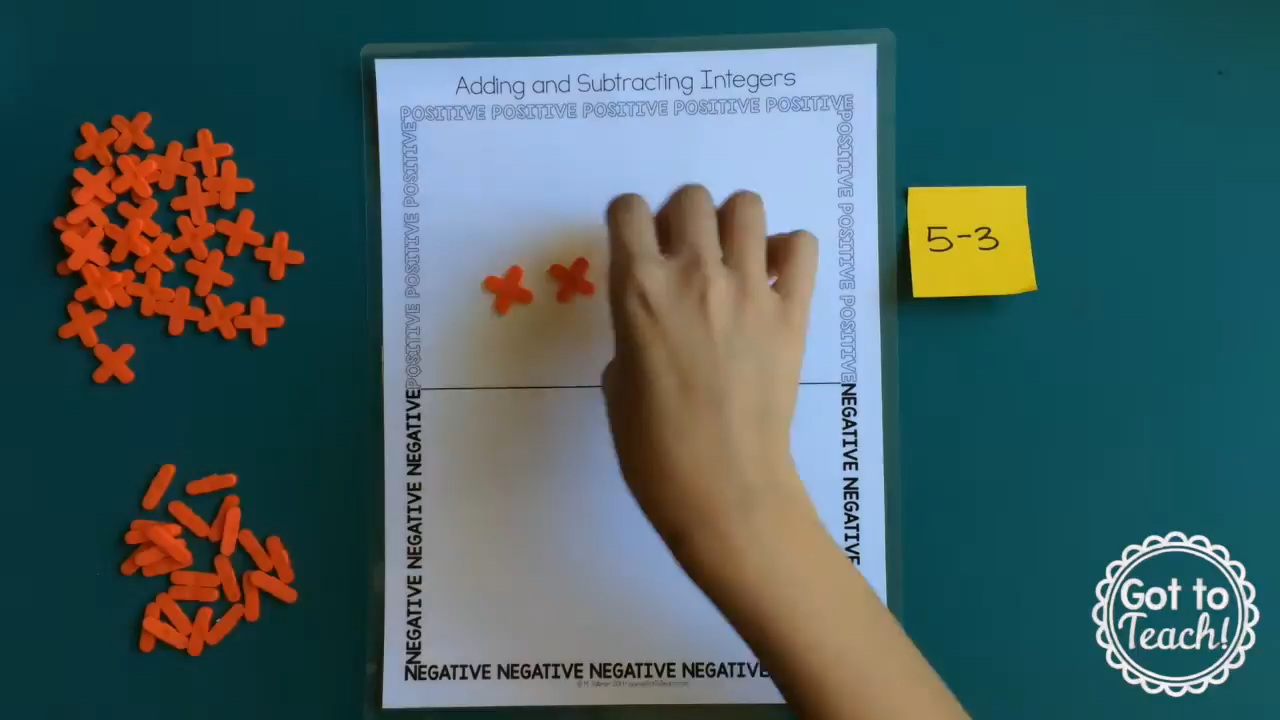 Adding and Subtracting Integers
POSITIVE POSITIVE POSITIVE POSITIVE POSITIVE
POSITIVE POSITIVE POSITIVE
POSITIVE POSITIVE POSITIVE
5-3
NEGATIVE NEGATIVE NEGATIVE
NEGATIVE NEGATIVE
NEGATIVE NEGATIVE NEGATIVE NEGATIVE
Got to
Teach!